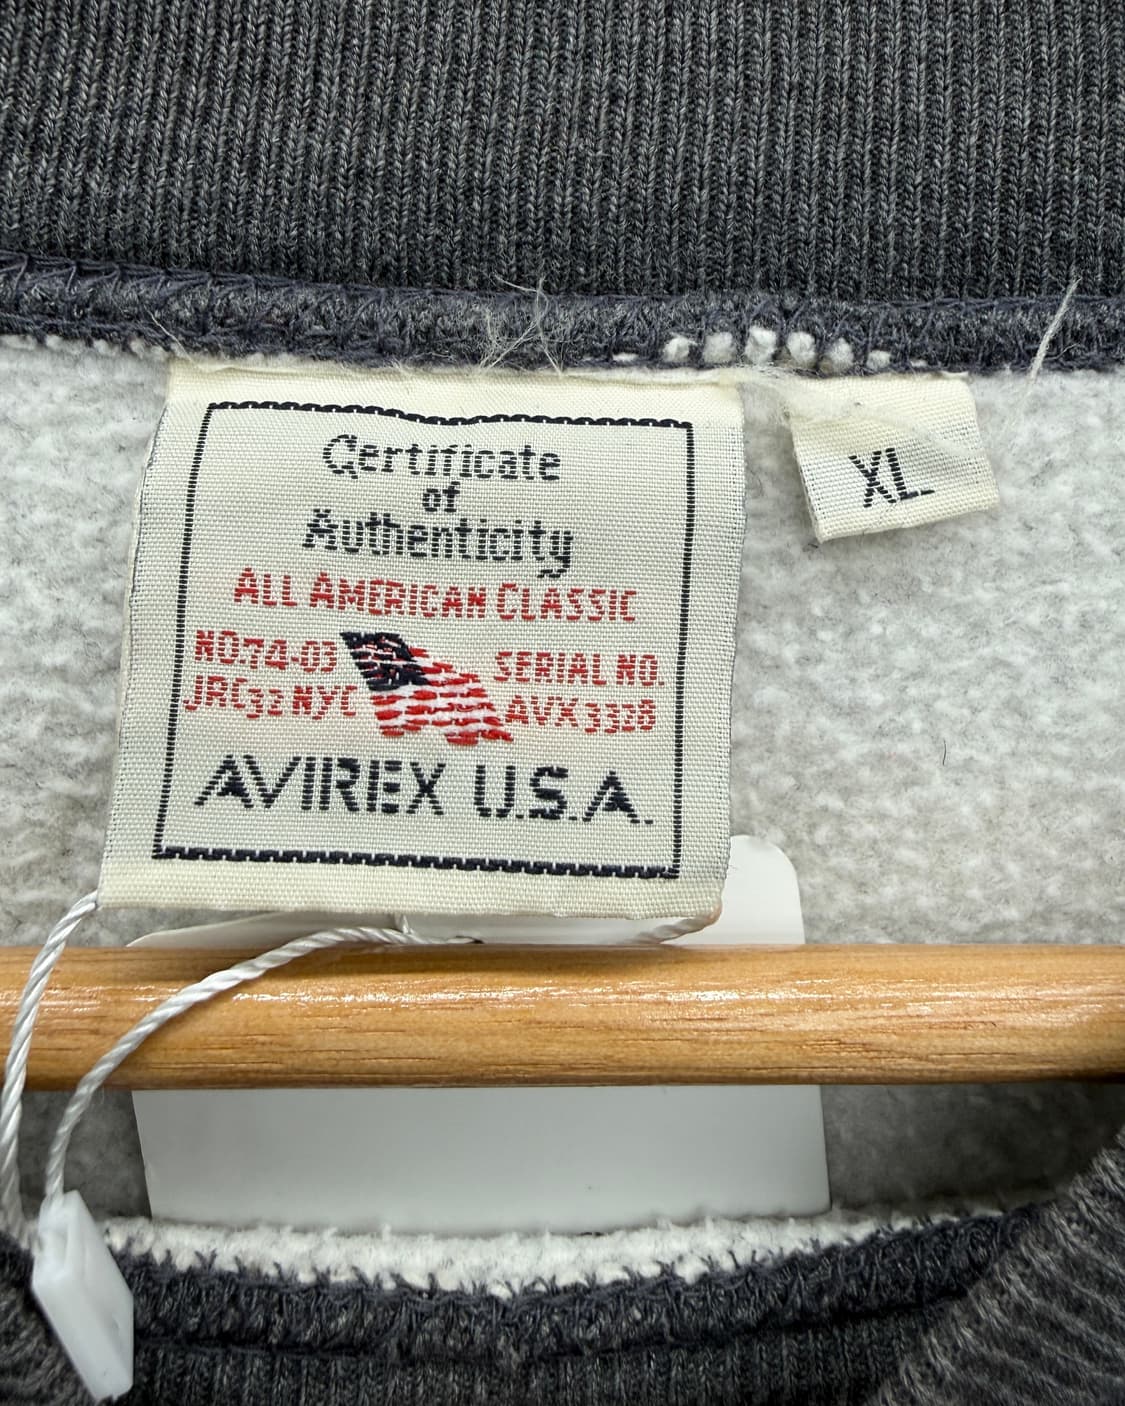 Certificate
of
Authenticity
ALL AMERICAN CLASSIC
NO.74-03
JRC32 NYC
SERIAL NO.
AVX3328
AVIREX U.S.A.
XL